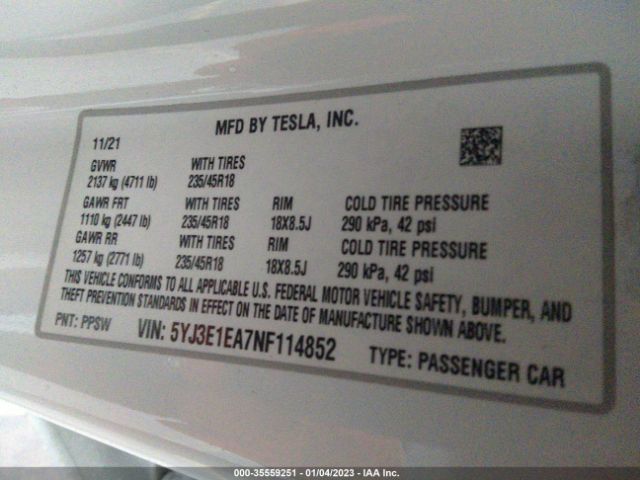 MFD BY TESLA, INC.
11/21
GVWR WITH TIRES
2137 kg (4711 lb) 235/45R18
GAWR FRT WITH TIRES RIM COLD TIRE PRESSURE
1110 kg (2447 lb) 235/45R18 18X8.5J 290 kPa, 42 psi
GAWR RR WITH TIRES RIM COLD TIRE PRESSURE
1257 kg (2771 lb) 235/45R18 18X8.5J 290 kPa, 42 psi
THIS VEHICLE CONFORMS TO ALL APPLICABLE U.S. FEDERAL MOTOR VEHICLE SAFETY, BUMPER, AND
THEFT PREVENTION STANDARDS IN EFFECT ON THE DATE OF MANUFACTURE SHOWN ABOVE.
PNT: PPSW VIN: 5YJ3E1EA7NF114852 TYPE: PASSENGER CAR
000-35559251 - 01/04/2023 - IAA Inc.